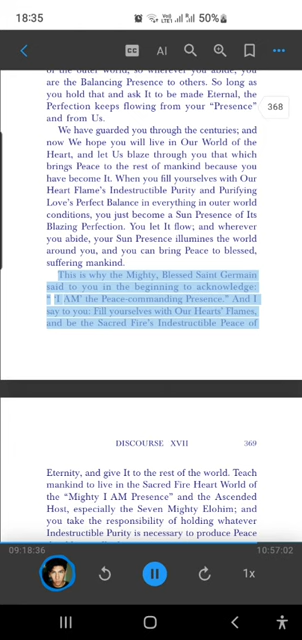 18:35
50%
CC
AI
of the outer world, so wherever you abide, you
are the Balancing Presence to others. So long as
you hold that and ask It to be made Eternal, the
Perfection keeps flowing from your “Presence”
and from Us.
368
We have guarded you through the centuries; and
now We hope you will live in Our World of the
Heart, and let Us blaze through you that which
brings Peace to the rest of mankind because you
have become It. When you fill yourselves with Our
Heart Flame’s Indestructible Purity and Purifying
Love’s Perfect Balance in everything in outer world
conditions, you just become a Sun Presence of Its
Blazing Perfection. You let It flow; and wherever
you abide, your Sun Presence illumines the world
around you, and you can bring Peace to blessed,
suffering mankind.
This is why the Mighty, Blessed Saint Germain
said to you in the beginning to acknowledge:
“ ‘I AM’ the Peace-commanding Presence.” And I
say to you: Fill yourselves with Our Hearts’ Flames,
and be the Sacred Fire’s Indestructible Peace of
DISCOURSE XVII 369
Eternity, and give It to the rest of the world. Teach
mankind to live in the Sacred Fire Heart World of
the “Mighty I AM Presence” and the Ascended
Host, especially the Seven Mighty Elohim; and
you take the responsibility of holding whatever
Indestructible Purity is necessary to produce Peace
09:18:36
10:57:02
1x